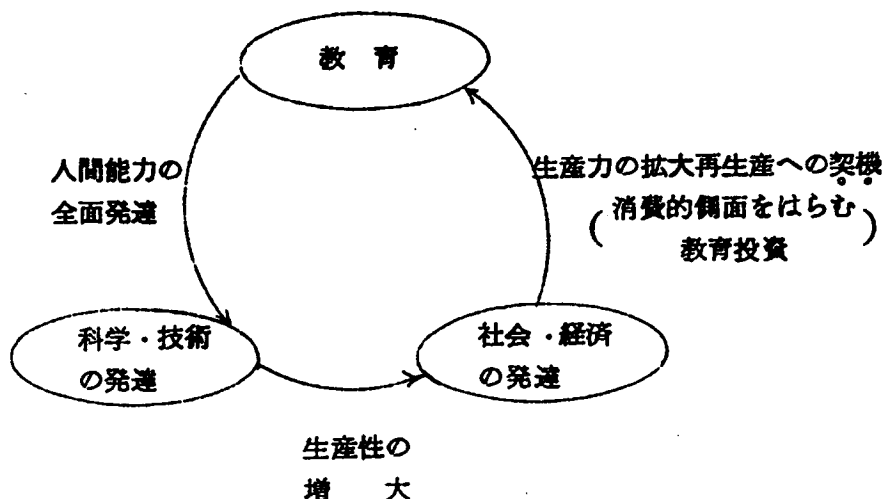 教 育
人間能力の
全面発達
生産力の拡大再生産への契機
(消費的側面をはらむ
教育投資)
科学・技術
の発達
社会・経済
の発達
生産性の
増 大